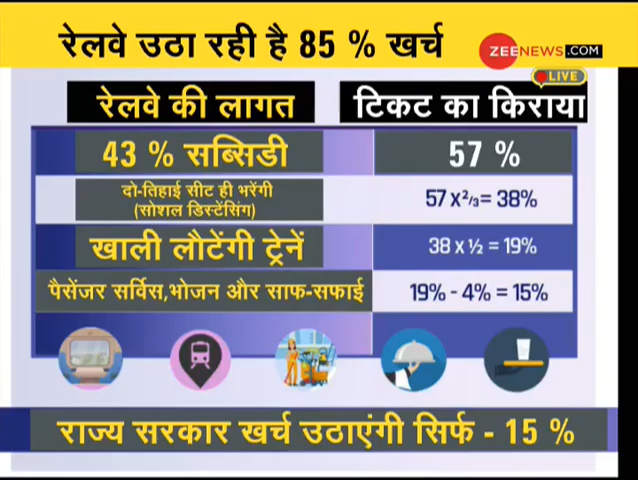 रेलवे उठा रही है 85 % खर्च
ZEENEWS.COM
LIVE
रेलवे की लागत
टिकट का किराया
43 % सब्सिडी
57 %
दो-तिहाई सीट ही भरेंगी
(सोशल डिस्टेंसिंग)
57 x²/₃= 38%
खाली लौटेंगी ट्रेनें
38 x ½ = 19%
पैसेंजर सर्विस,भोजन और साफ-सफाई
19% - 4% = 15%
राज्य सरकार खर्च उठाएंगी सिर्फ - 15 %